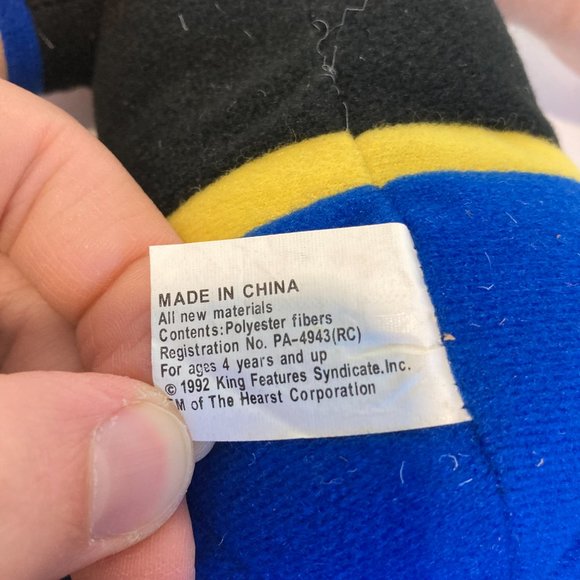 MADE IN CHINA
All new materials
Contents:Polyester fibers
Registration No. PA-4943(RC)
For ages 4 years and up
© 1992 King Features Syndicate.Inc.
TM of The Hearst Corporation